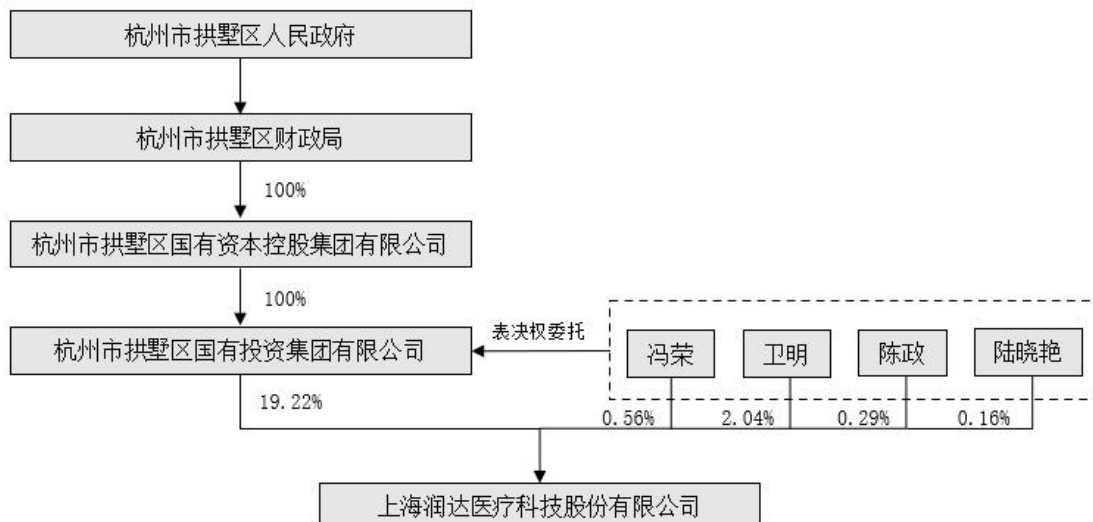 杭州市拱墅区人民政府
杭州市拱墅区财政局
100%
杭州市拱墅区国有资本控股集团有限公司
100%
杭州市拱墅区国有投资集团有限公司
表决权委托
冯荣
卫明
陈政
陆晓艳
19.22%
0.56%
2.04%
0.29%
0.16%
上海润达医疗科技股份有限公司